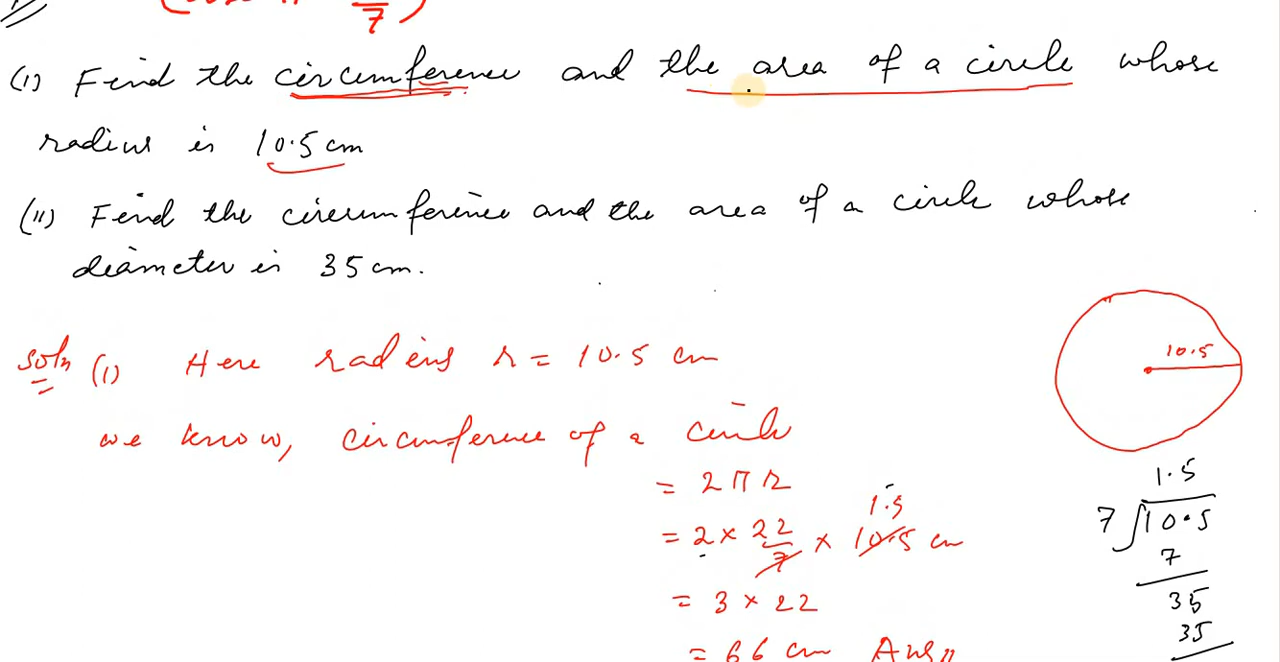 7
(i) Find the circumference and the area of a circle whose
radius is 10.5 cm
(ii) Find the circumference and the area of a circle whose
diameter is 35 cm.
Soln (i) Here radius r = 10.5 cm
we know, circumference of a circle
= 2πr
= 2 × 22/7 × 10.5 cm
1.5
= 3 × 22
= 66 cm Ans
10.5
1.5
7 10.5
7
35
35